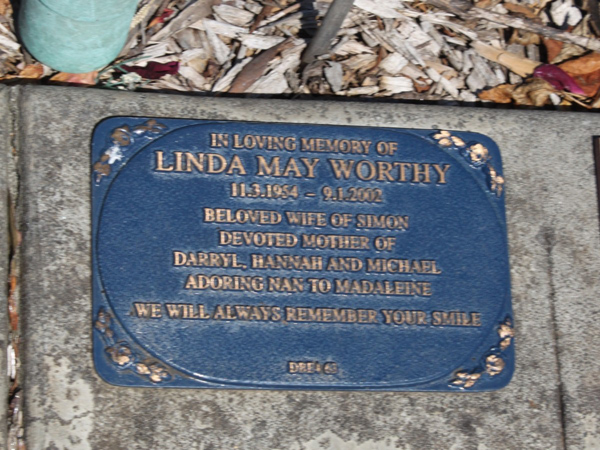 IN LOVING MEMORY OF
LINDA MAY WORTHY
11.3.1954 – 9.1.2002
BELOVED WIFE OF SIMON
DEVOTED MOTHER OF
DARRYL, HANNAH AND MICHAEL
ADORING NAN TO MADALEINE
WE WILL ALWAYS REMEMBER YOUR SMILE